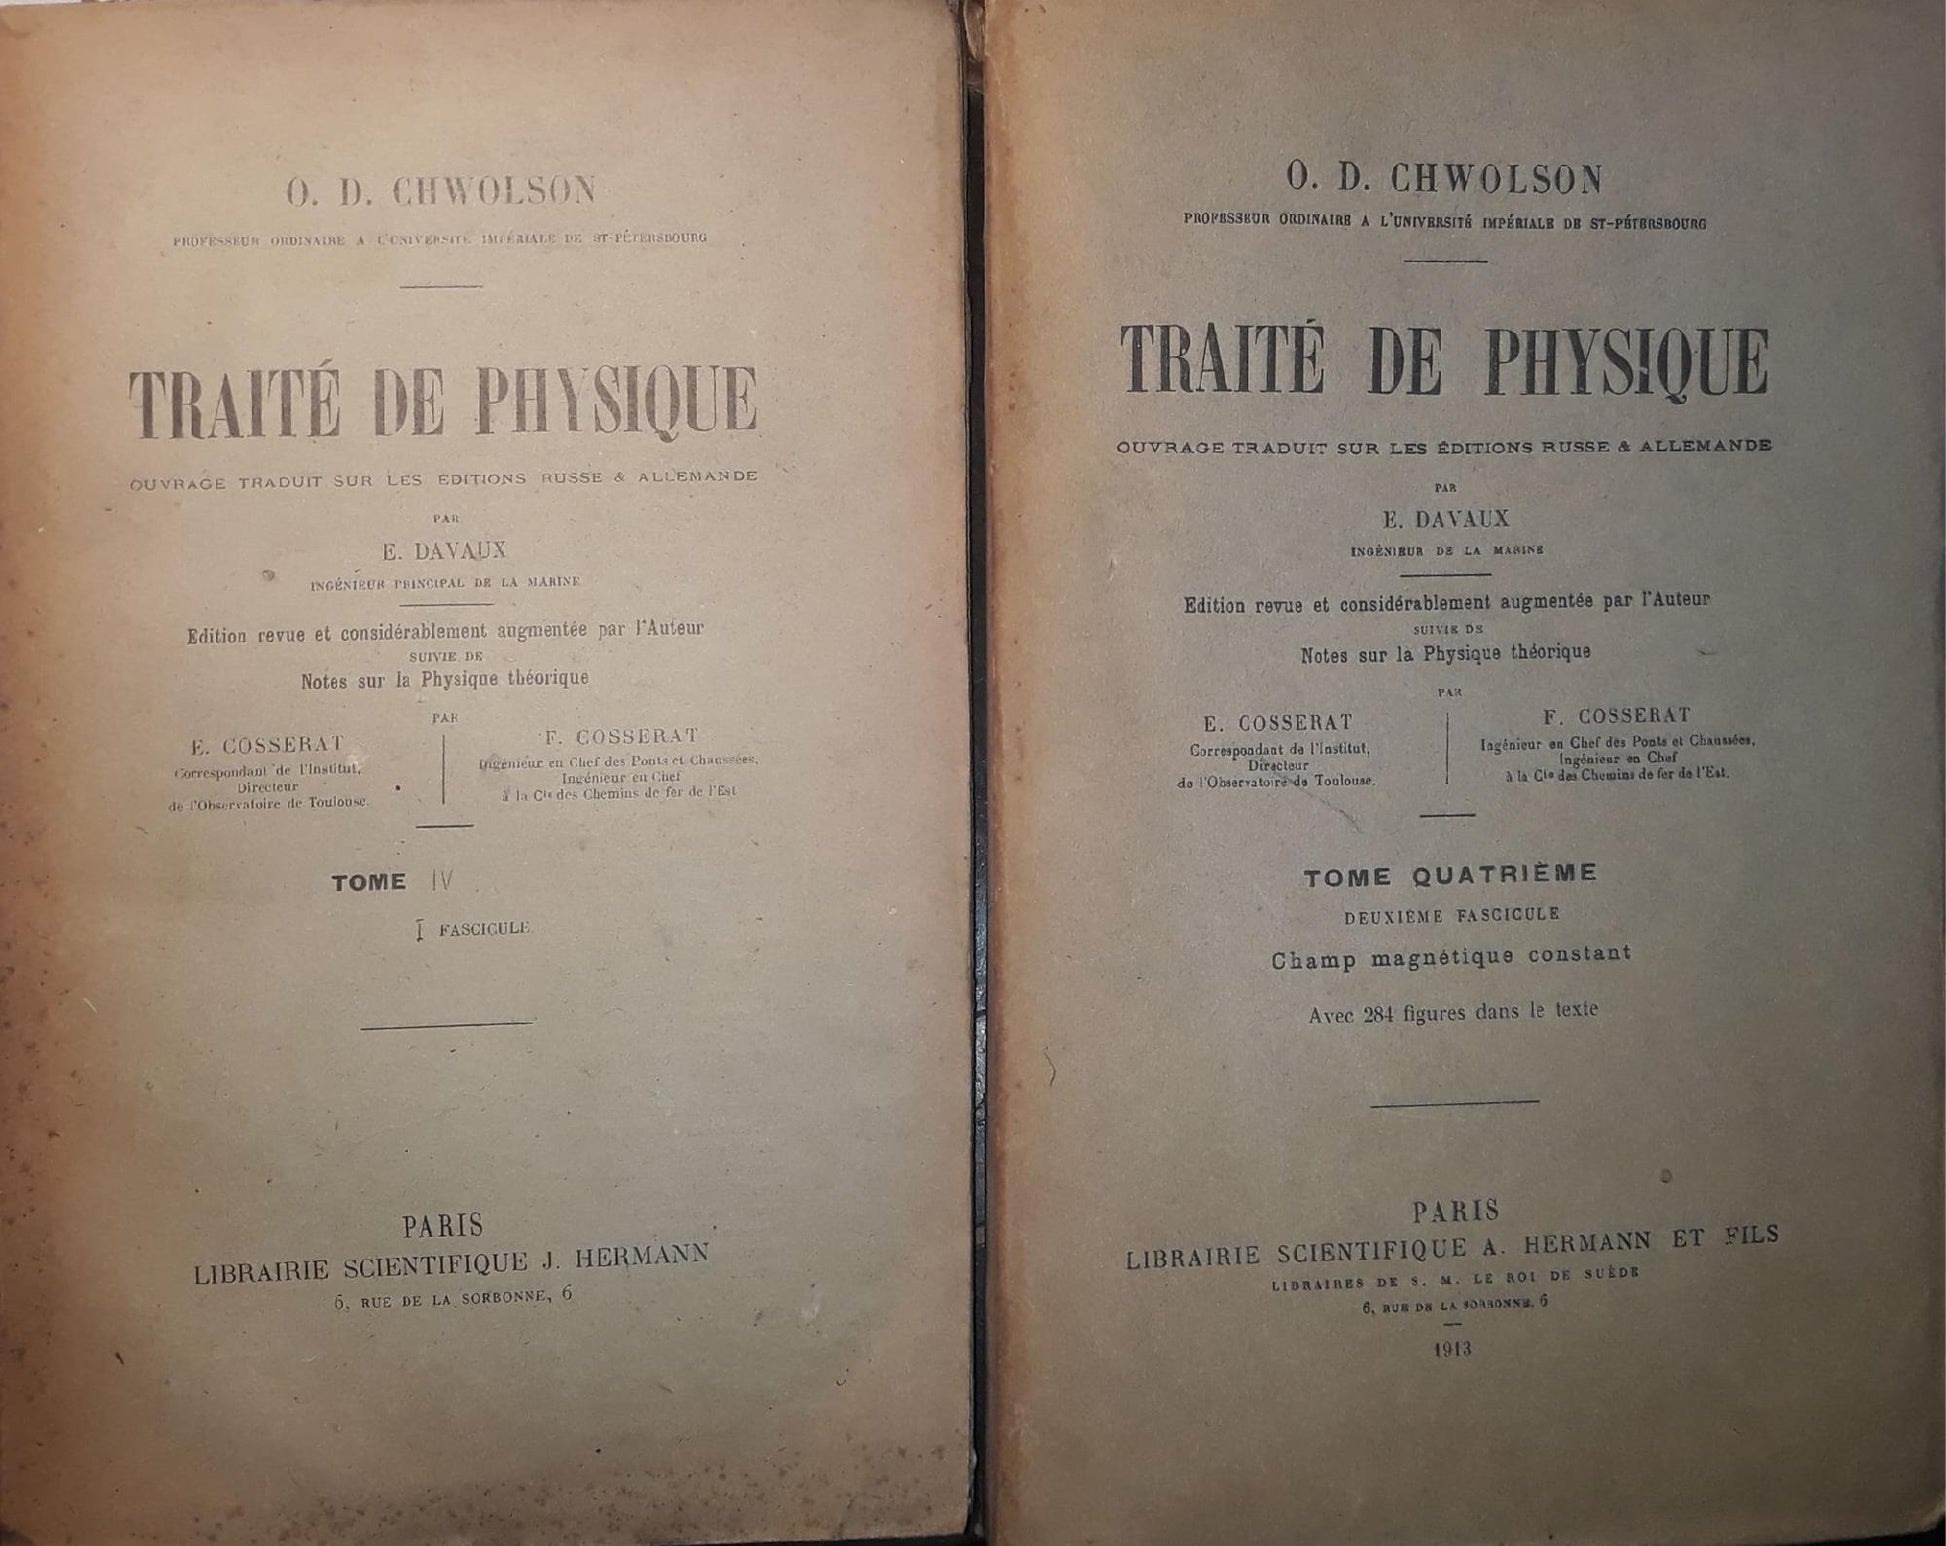 O. D. CHWOLSON
PROFESSEUR ORDINAIRE A L'UNIVERSITÉ IMPÉRIALE DE ST-PÉTERSBOURG
TRAITÉ DE PHYSIQUE
OUVRAGE TRADUIT SUR LES ÉDITIONS RUSSE & ALLEMANDE
PAR
E. DAVAUX
INGÉNIEUR PRINCIPAL DE LA MARINE
Edition revue et considérablement augmentée par l'Auteur
SUIVIE DE
Notes sur la Physique théorique
PAR
E. COSSERAT
Correspondant de l'Institut,
Directeur
de l'Observatoire de Toulouse.
F. COSSERAT
Ingénieur en Chef des Ponts et Chaussées,
Ingénieur en Chef
à la Cie des Chemins de fer de l'Est
TOME IV
I FASCICULE
PARIS
LIBRAIRIE SCIENTIFIQUE J. HERMANN
6, RUE DE LA SORBONNE, 6
O. D. CHWOLSON
PROFESSEUR ORDINAIRE A L'UNIVERSITÉ IMPÉRIALE DE ST-PÉTERSBOURG
TRAITÉ DE PHYSIQUE
OUVRAGE TRADUIT SUR LES ÉDITIONS RUSSE & ALLEMANDE
PAR
E. DAVAUX
INGÉNIEUR DE LA MARINE
Edition revue et considérablement augmentée par l'Auteur
SUIVIE DE
Notes sur la Physique théorique
PAR
E. COSSERAT
Correspondant de l'Institut,
Directeur
de l'Observatoire de Toulouse.
F. COSSERAT
Ingénieur en Chef des Ponts et Chaussées,
Ingénieur en Chef
à la Cie des Chemins de fer de l'Est.
TOME QUATRIÈME
DEUXIÈME FASCICULE
Champ magnétique constant
Avec 284 figures dans le texte
PARIS
LIBRAIRIE SCIENTIFIQUE A. HERMANN ET FILS
LIBRAIRES DE S. M. LE ROI DE SUÈDE
6, RUE DE LA SORBONNE, 6
1913